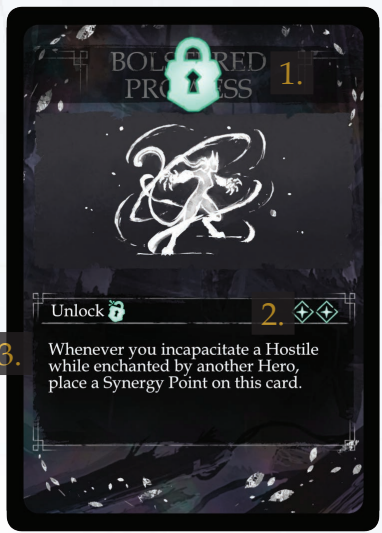 BOLSTERED
PROWESS
1.
Unlock
2.
3.
Whenever you incapacitate a Hostile
while enchanted by another Hero,
place a Synergy Point on this card.